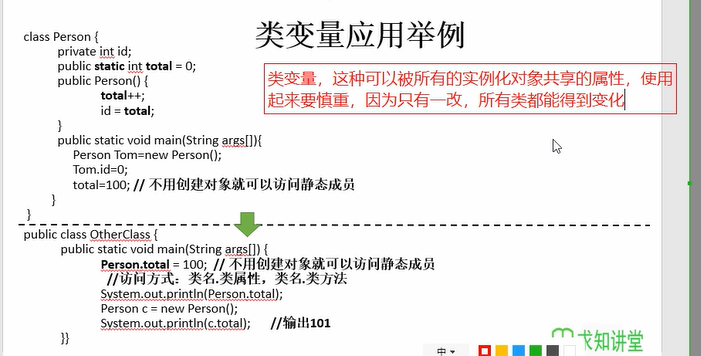 类变量应用举例
class Person {
private int id;
public static int total = 0;
public Person() {
total++;
id = total;
}
public static void main(String args[]){
Person Tom=new Person();
Tom.id=0;
total=100; // 不用创建对象就可以访问静态成员
}
}
类变量，这种可以被所有的实例化对象共享的属性，使用
起来要慎重，因为只有一改，所有类都能得到变化
public class OtherClass {
public static void main(String args[]) {
Person.total = 100; // 不用创建对象就可以访问静态成员
//访问方式：类名.类属性，类名.类方法
System.out.println(Person.total);
Person c = new Person();
System.out.println(c.total); //输出101
}}
求知讲堂
中